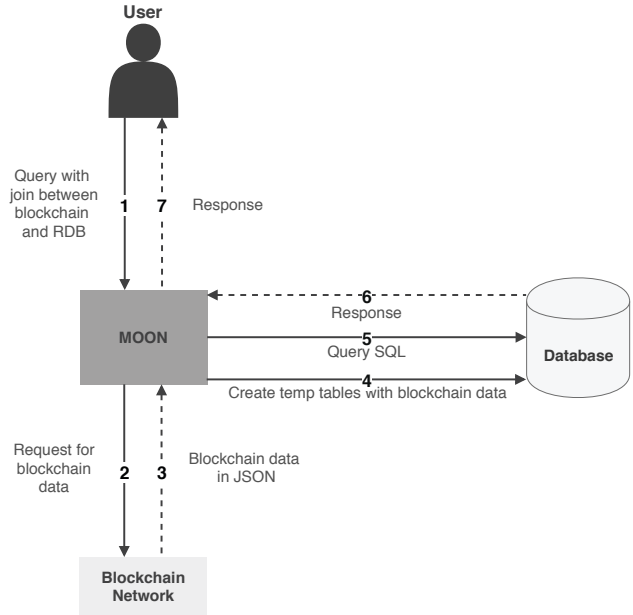 User
Query with
join between
blockchain
and RDB
1
7
Response
MOON
6
Response
5
Query SQL
4
Create temp tables with blockchain data
Database
Request for
blockchain
data
2
3
Blockchain data
in JSON
Blockchain
Network